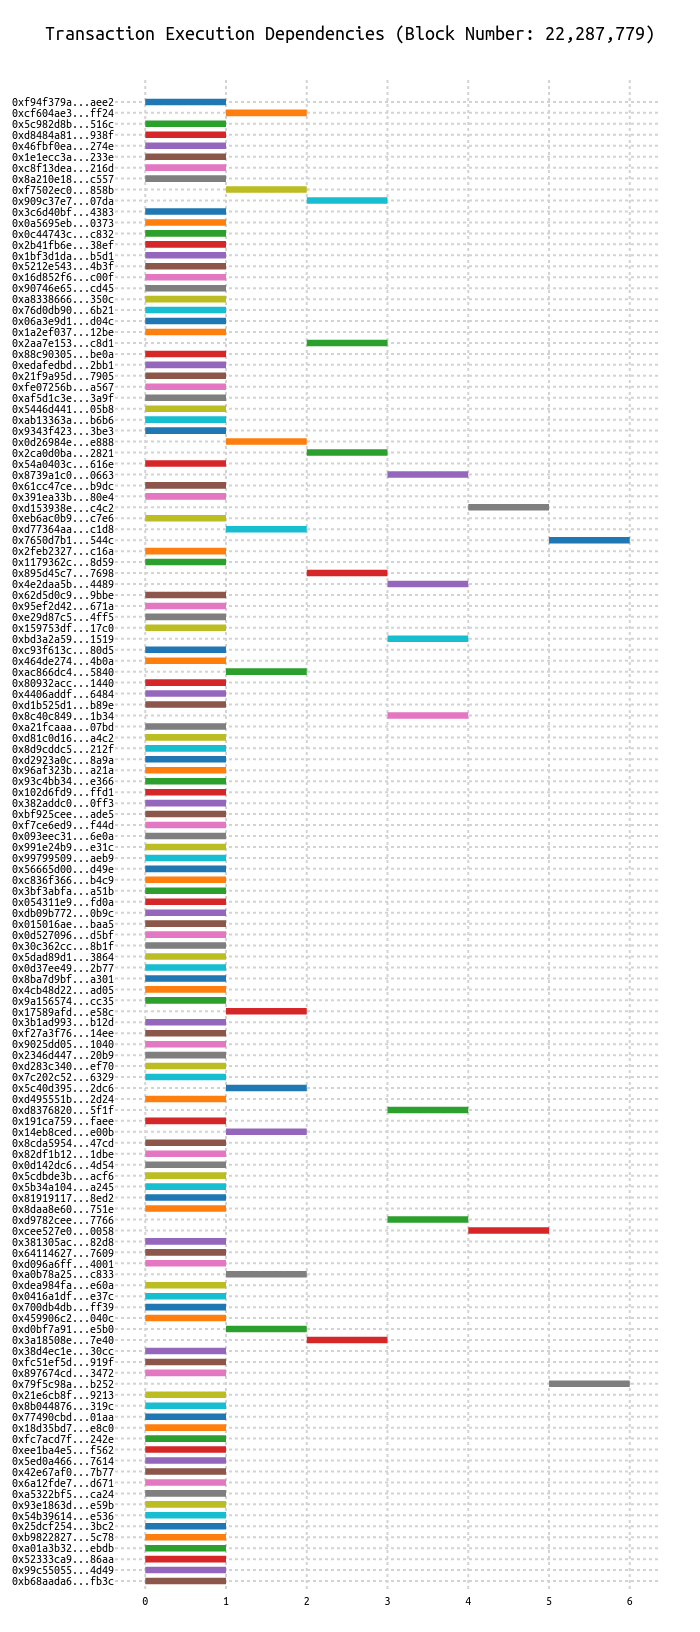 Transaction Execution Dependencies (Block Number: 22,287,779)
0xf94f379a...aee2
0xcf604ae3...ff24
0x5c982d8b...516c
0xd8484a81...938f
0x46fbf0ea...274e
0x1e1ecc3a...233e
0xc8f13dea...216d
0x8a210e18...c557
0xf7502ec0...858b
0x909c37e7...07da
0x3c6d40bf...4383
0x0a5695eb...0373
0x0c44743c...c832
0x2b41fb6e...38ef
0x1bf3d1da...b5d1
0x5212e543...4b3f
0x16d852f6...c00f
0x90746e65...cd45
0xa8338666...350c
0x76d0db90...6b21
0x06a3e9d1...d04c
0x1a2ef037...12be
0x2aa7e153...c8d1
0x88c90305...be0a
0xedafedbd...2bb1
0x21f9a95d...7905
0xfe07256b...a567
0xaf5d1c3e...3a9f
0x5446d441...05b8
0xab13363a...b6b6
0x9343f423...3be3
0x0d26984e...e888
0x2ca0d0ba...2821
0x54a0403c...616e
0x8739a1c0...0663
0x61cc47ce...b9dc
0x391ea33b...80e4
0xd153938e...c4c2
0xeb6ac0b9...c7e6
0xd77364aa...c1d8
0x7650d7b1...544c
0x2feb2327...c16a
0x1179362c...8d59
0x895d45c7...7698
0x4e2daa5b...4489
0x62d5d0c9...9bbe
0x95ef2d42...671a
0xe29d87c5...4ff5
0x159753df...17c0
0xbd3a2a59...1519
0xc93f613c...80d5
0x464de274...4b0a
0xac866dc4...5840
0x80932acc...1440
0x4406addf...6484
0xd1b525d1...b89e
0x8c40c849...1b34
0xa21fcaaa...07bd
0xd81c0d16...a4c2
0x8d9cddc5...212f
0xd2923a0c...8a9a
0x96af323b...a21a
0x93c4bb34...e366
0x102d6fd9...ffd1
0x382addc0...0ff3
0xbf925cee...ade5
0xf7ce6ed9...f44d
0x093eec31...6e0a
0x991e24b9...e31c
0x99799509...aeb9
0x56665d00...d49e
0xc836f366...b4c9
0x3bf3abfa...a51b
0x054311e9...fd0a
0xdb09b772...0b9c
0x015016ae...baa5
0x0d527096...d5bf
0x30c362cc...8b1f
0x5dad89d1...3864
0x0d37ee49...2b77
0x8ba7d9bf...a301
0x4cb48d22...ad05
0x9a156574...cc35
0x17589afd...e58c
0x3b1ad993...b12d
0xf27a3f76...14ee
0x9025dd05...1040
0x2346d447...20b9
0xd283c340...ef70
0x7c202c52...6329
0x5c40d395...2dc6
0xd495551b...2d24
0xd8376820...5f1f
0x191ca759...faee
0x14eb8ced...e00b
0x8cda5954...47cd
0x82df1b12...1dbe
0x0d142dc6...4d54
0x5cdbde3b...acf6
0x5b34a104...a245
0x81919117...8ed2
0x8daa8e60...751e
0xd9782cee...7766
0xcee527e0...0058
0x381305ac...82d8
0x64114627...7609
0xd096a6ff...4001
0xa0b78a25...c833
0xdea984fa...e60a
0x0416a1df...e37c
0x700db4db...ff39
0x459906c2...040c
0xd0bf7a91...e5b0
0x3a18508e...7e40
0x38d4ec1e...30cc
0xfc51ef5d...919f
0x897674cd...3472
0x79f5c98a...b252
0x21e6cb8f...9213
0x8b044876...319c
0x77490cbd...01aa
0x18d35bd7...e8c0
0xfc7acd7f...242e
0xee1ba4e5...f562
0x5ed0a466...7614
0x42e67af0...7b77
0x6a12fde7...d671
0xa5322bf5...ca24
0x93e1863d...e59b
0x54b39614...e536
0x25dcf254...3bc2
0xb9822827...5c78
0xa01a3b32...ebdb
0x52333ca9...86aa
0x99c55055...4d49
0xb68aada6...fb3c
0 1 2 3 4 5 6